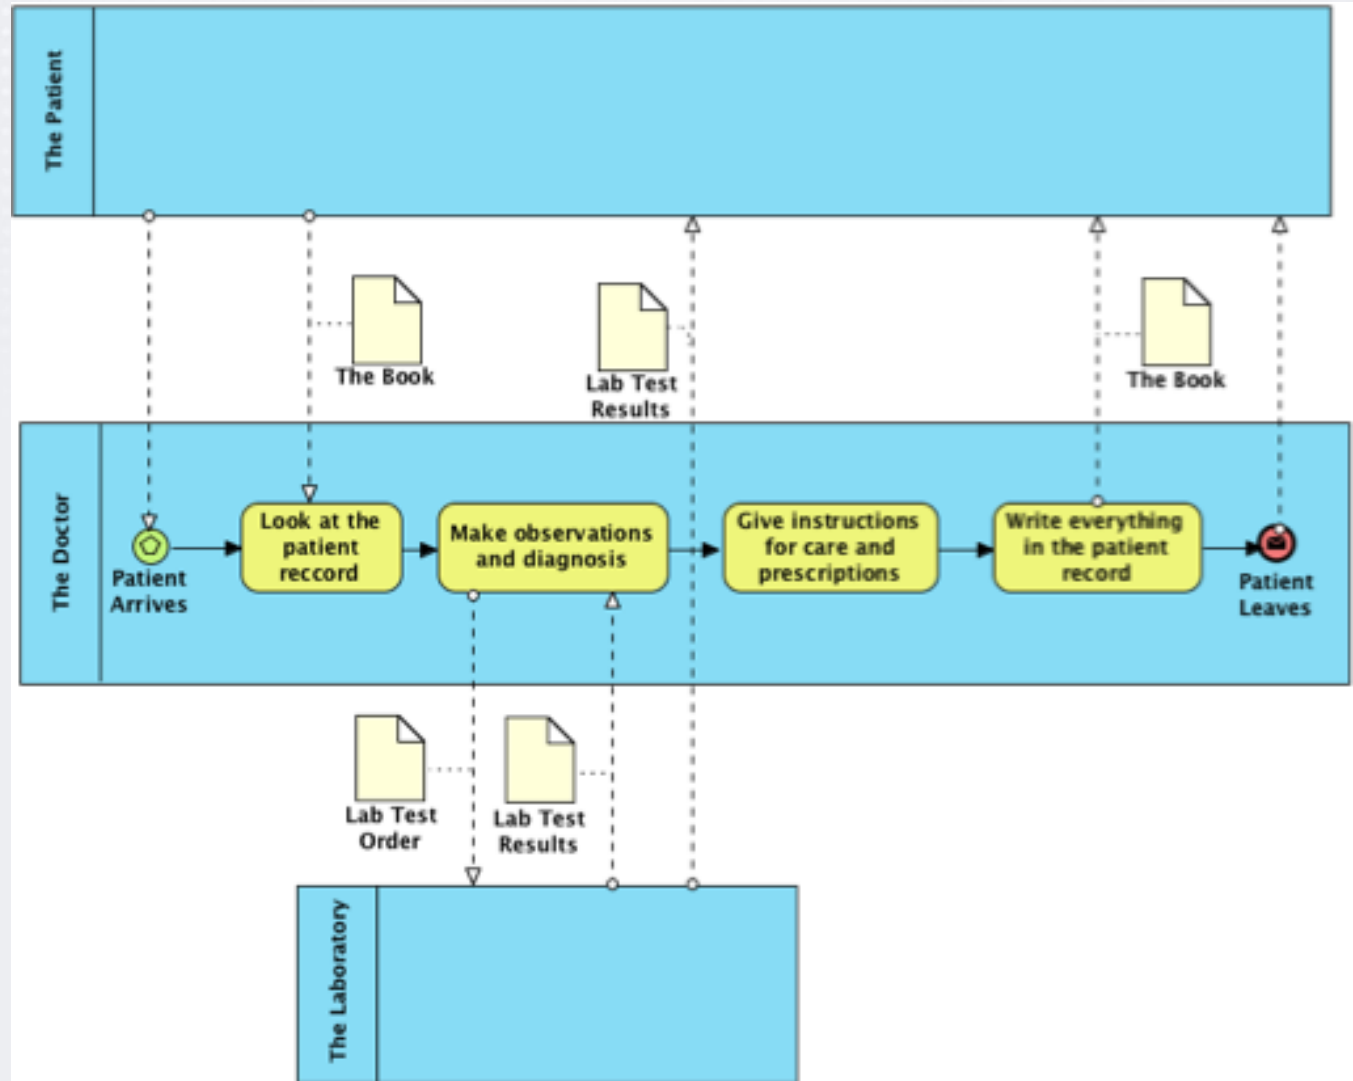 The Patient
The Book
Lab Test
Results
The Book
The Doctor
Patient
Arrives
Look at the
patient
reccord
Make observations
and diagnosis
Give instructions
for care and
prescriptions
Write everything
in the patient
record
Patient
Leaves
Lab Test
Order
Lab Test
Results
The Laboratory